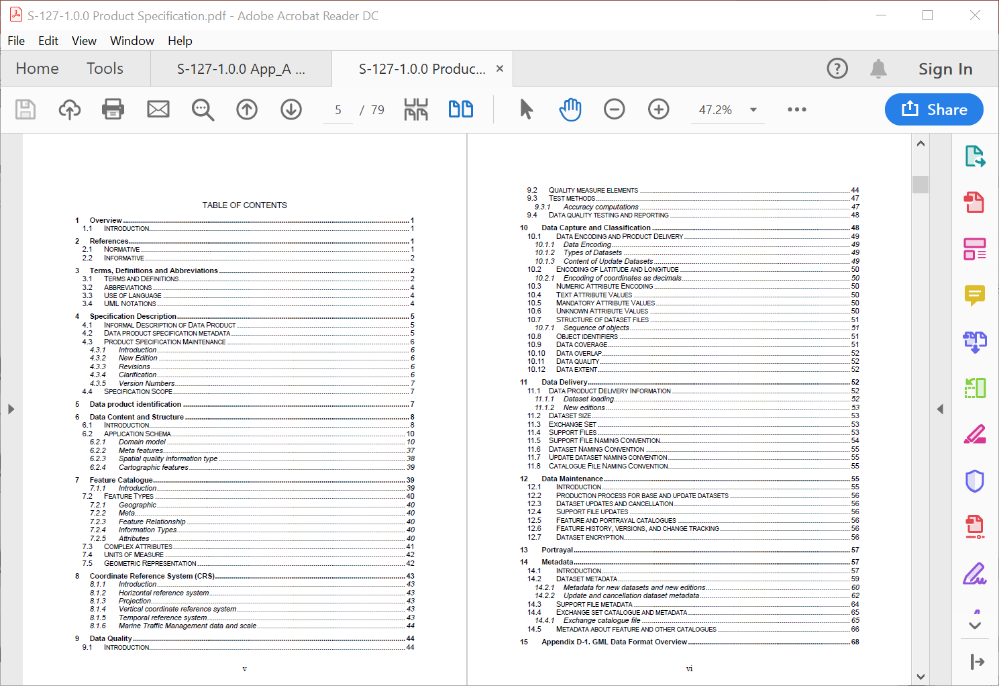 S-127-1.0.0 Product Specification.pdf - Adobe Acrobat Reader DC
File Edit View Window Help
Home Tools S-127-1.0.0 App_A ... S-127-1.0.0 Produc... ×
? Sign In
5 / 79 47.2% Share
TABLE OF CONTENTS
1 Overview 1
1.1 INTRODUCTION 1
2 References 1
2.1 NORMATIVE 1
2.2 INFORMATIVE 2
3 Terms, Definitions and Abbreviations 2
3.1 TERMS AND DEFINITIONS 2
3.2 ABBREVIATIONS 4
3.3 USE OF LANGUAGE 4
3.4 UML NOTATIONS 4
4 Specification Description 5
4.1 INFORMAL DESCRIPTION OF DATA PRODUCT 5
4.2 DATA PRODUCT SPECIFICATION METADATA 5
4.3 PRODUCT SPECIFICATION MAINTENANCE 6
4.3.1 Introduction 6
4.3.2 New Edition 6
4.3.3 Revisions 6
4.3.4 Clarification 6
4.3.5 Version Numbers 7
4.4 SPECIFICATION SCOPE 7
5 Data product identification 7
6 Data Content and Structure 8
6.1 INTRODUCTION 8
6.2 APPLICATION SCHEMA 10
6.2.1 Domain model 10
6.2.2 Meta features 37
6.2.3 Spatial quality information type 38
6.2.4 Cartographic features 39
7 Feature Catalogue 39
7.1.1 Introduction 39
7.2 FEATURE TYPES 40
7.2.1 Geographic 40
7.2.2 Meta 40
7.2.3 Feature Relationship 40
7.2.4 Information Types 40
7.2.5 Attributes 40
7.3 COMPLEX ATTRIBUTES 41
7.4 UNITS OF MEASURE 42
7.5 GEOMETRIC REPRESENTATION 42
8 Coordinate Reference System (CRS) 43
8.1.1 Introduction 43
8.1.2 Horizontal reference system 43
8.1.3 Projection 43
8.1.4 Vertical coordinate reference system 43
8.1.5 Temporal reference system 43
8.1.6 Marine Traffic Management data and scale 44
9 Data Quality 44
9.1 INTRODUCTION 44
v
9.2 QUALITY MEASURE ELEMENTS 44
9.3 TEST METHODS 47
9.3.1 Accuracy computations 47
9.4 DATA QUALITY TESTING AND REPORTING 48
10 Data Capture and Classification 48
10.1 DATA ENCODING AND PRODUCT DELIVERY 49
10.1.1 Data Encoding 49
10.1.2 Types of Datasets 49
10.1.3 Content of Update Datasets 49
10.2 ENCODING OF LATITUDE AND LONGITUDE 50
10.2.1 Encoding of coordinates as decimals 50
10.3 NUMERIC ATTRIBUTE ENCODING 50
10.4 TEXT ATTRIBUTE VALUES 50
10.5 MANDATORY ATTRIBUTE VALUES 50
10.6 UNKNOWN ATTRIBUTE VALUES 50
10.7 STRUCTURE OF DATASET FILES 51
10.7.1 Sequence of objects 51
10.8 OBJECT IDENTIFIERS 51
10.9 DATA COVERAGE 51
10.10 DATA OVERLAP 52
10.11 DATA QUALITY 52
10.12 DATA EXTENT 52
11 Data Delivery 52
11.1 DATA PRODUCT DELIVERY INFORMATION 52
11.1.1 Dataset loading 52
11.1.2 New editions 53
11.2 DATASET SIZE 53
11.3 EXCHANGE SET 53
11.4 SUPPORT FILES 53
11.5 SUPPORT FILE NAMING CONVENTION 54
11.6 DATASET NAMING CONVENTION 55
11.7 UPDATE DATASET NAMING CONVENTION 55
11.8 CATALOGUE FILE NAMING CONVENTION 55
12 Data Maintenance 55
12.1 INTRODUCTION 55
12.2 PRODUCTION PROCESS FOR BASE AND UPDATE DATASETS 56
12.3 DATASET UPDATES AND CANCELLATION 56
12.4 SUPPORT FILE UPDATES 56
12.5 FEATURE AND PORTRAYAL CATALOGUES 56
12.6 FEATURE HISTORY, VERSIONS, AND CHANGE TRACKING 56
12.7 DATASET ENCRYPTION 56
13 Portrayal 57
14 Metadata 57
14.1 INTRODUCTION 57
14.2 DATASET METADATA 59
14.2.1 Metadata for new datasets and new editions 60
14.2.2 Update and cancellation dataset metadata 62
14.3 SUPPORT FILE METADATA 64
14.4 EXCHANGE SET CATALOGUE AND METADATA 65
14.4.1 Exchange catalogue file 65
14.5 METADATA ABOUT FEATURE AND OTHER CATALOGUES 66
15 Appendix D-1. GML Data Format Overview 68
vi